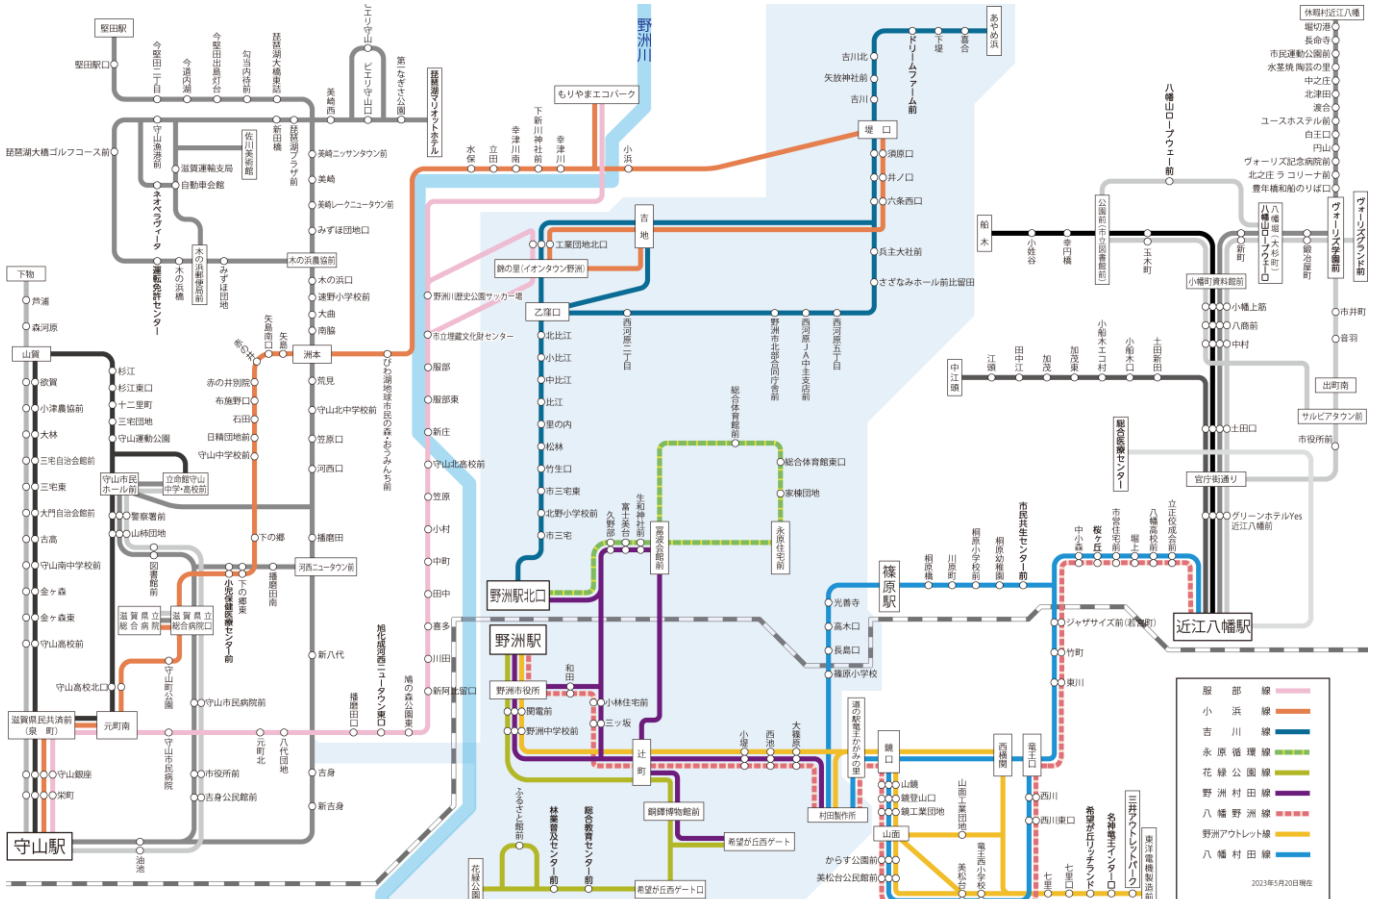 堅田駅
堅田駅口
今堅田二丁目
今道内湖
今堅田出島灯台
勾当内侍前
琵琶湖大橋東詰
美崎西
ピエリ守山
ピエリ守山口
第一なぎさ公園
琵琶湖マリオットホテル
琵琶湖大橋ゴルフコース前
守山漁港前
佐川美術館
新田橋
琵琶湖プラザ前
美崎ニッサンタウン前
滋賀運輸支局
自動車会館
美崎
美崎レークニュータウン前
みずほ団地口
ネオベラヴィータ
運転免許センター
木の浜橋
木の浜郵便局前
みずほ団地
木の浜農協前
木の浜口
速野小学校前
大曲
南脇
矢島南口
矢島
洲本
赤の井別院
布施野口
石田
日精団地前
守山中学校前
荒見
守山北中学校前
笠原口
河西口
播磨田
河西ニュータウン前
新八代
吉身
新吉身
下物
芦浦
森河原
山賀
欲賀
小津農協前
大林
三宅自治会館前
三宅東
大門自治会館前
古高
守山南中学校前
金ヶ森
金ヶ森東
守山高校前
杉江
杉江東口
十二里町
三宅団地
守山運動公園
守山市民ホール前
立命館守山中学・高校前
警察署前
山柿団地
図書館前
下の郷
下の郷東
播磨田南
小児保健医療センター前
滋賀県立総合病院
滋賀県立総合病院口
守山高校北口
守山町公園
滋賀県民共済前
(泉 町)
元町南
守山市民病院前
守山市民病院
元町北
八代団地
播磨田口
旭化成河西ニュータウン東口
鳩の森公園東
守山銀座
栄町
市役所前
吉身公民館前
守山駅
油池
もりやまエコパーク
野洲川
水保
立田
幸津川南
下新川神社前
幸津川
小浜
びわ湖地球市民の森・おうみんち前
野洲川歴史公園サッカー場
市立埋蔵文化財センター
服部
服部東
新庄
守山北高校前
笠原
小村
中町
田中
喜多
川田
新阿比留口
工業団地北口
錦の里(イオンタウン野洲)
吉地
乙窪口
北比江
小比江
中比江
比江
里の内
松林
竹生口
市三宅東
北野小学校前
市三宅
野洲駅北口
野洲駅
野洲市役所
関電前
野洲中学校前
和田
小林住宅前
三ッ坂
辻町
久野部
冨士美台
生和神社前
冨波会館前
総合体育館前
総合体育館東口
家棟団地
永原住宅前
西河原二丁目
野洲市北部合同庁舎前
西河原JA中主支店前
西河原五丁目
さざなみホール前比留田
兵主大社前
六条西口
井ノ口
須原口
堤口
吉川
矢放神社前
吉川北
ドリームファーム前
下堤
喜合
あやめ浜
小堤
西池
大篠原
村田製作所
道の駅竜王かがみの里
銅鐸博物館前
希望が丘西ゲート
希望が丘西ゲート口
総合教育センター前
林業普及センター前
ふるさと館前
花緑公園
篠原駅
光善寺
高木口
長島口
篠原小学校
桐原橋
川原町
桐原小学校前
桐原幼稚園
市民共生センター前
中小森
桜ヶ丘
市営住宅前
堀上
八幡高校前
立正佼成会前
近江八幡駅
ジャザサイズ前(若宮町)
竹町
東川
竜王口
西横関
鏡口
山鏡
鏡登山口
鏡工業団地
山面
からす公園前
美松台公民館前
山面工業団地
美松台
竜王西小学校
西川
西川東口
七里
七里口
希望が丘リッチランド
名神竜王インター口
三井アウトレットパーク
東洋電機製造前
休暇村近江八幡
堀切港
長命寺
市民運動公園前
水茎焼 陶芸の里
中之庄
北津田
渡合
ユースホステル前
白王口
円山
ヴォーリズ記念病院前
北之庄 ラ コリーナ前
豊年橋和船のりば口
八幡山ロープウェー前
公園前(市立図書館前)
船木
小姓谷
幸円橋
玉木町
新町
八幡堀(大杉町)
八幡山ロープウェーロ
鍛冶屋町
ヴォーリズ学園前
ヴォーリズグランド前
小幡町資料館前
小幡上筋
八商前
中村
市井町
音羽
出町南
サルビアタウン前
市役所前
土田口
官庁街通り
グリーンホテルYes
近江八幡前
総合医療センター
中江頭
江頭
田中江
加茂
加茂東
小船木エコ村
小船木口
土田新田
服部線
小浜線
吉川線
永原循環線
花緑公園線
野洲村田線
八幡野洲線
野洲アウトレット線
八幡村田線
2023年5月20日現在